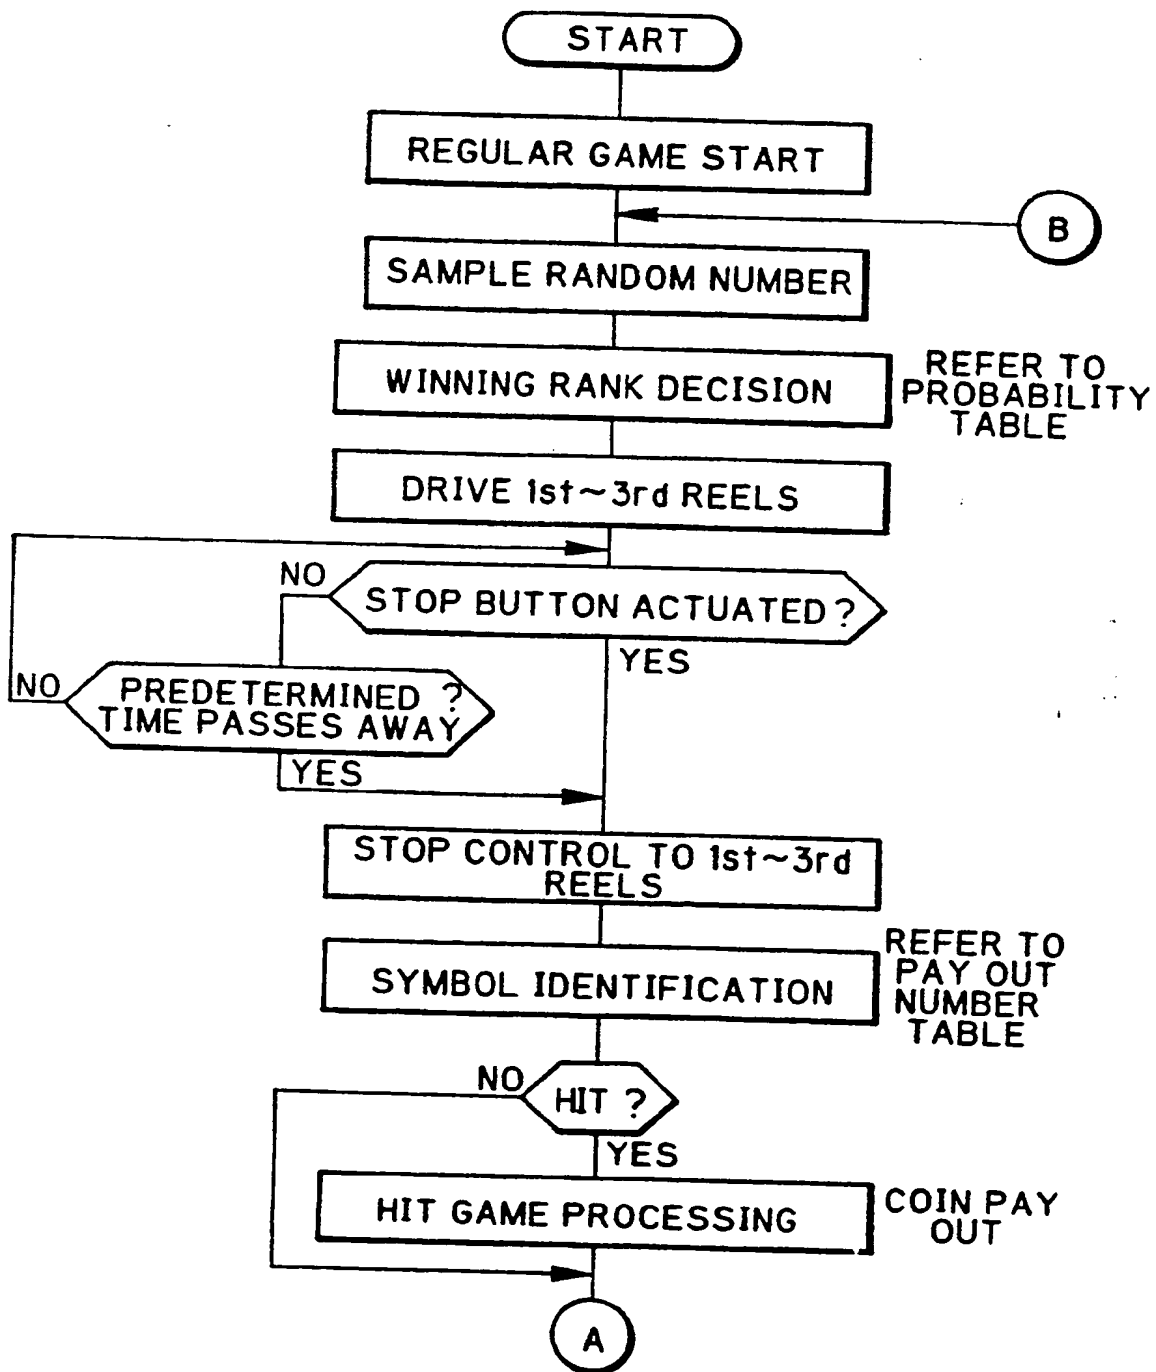 START
REGULAR GAME START
B
SAMPLE RANDOM NUMBER
WINNING RANK DECISION
REFER TO
PROBABILITY
TABLE
DRIVE 1st~3rd REELS
NO
STOP BUTTON ACTUATED ?
YES
NO
PREDETERMINED ?
TIME PASSES AWAY
YES
STOP CONTROL TO 1st~3rd
REELS
SYMBOL IDENTIFICATION
REFER TO
PAY OUT
NUMBER
TABLE
NO
HIT ?
YES
HIT GAME PROCESSING
COIN PAY
OUT
A